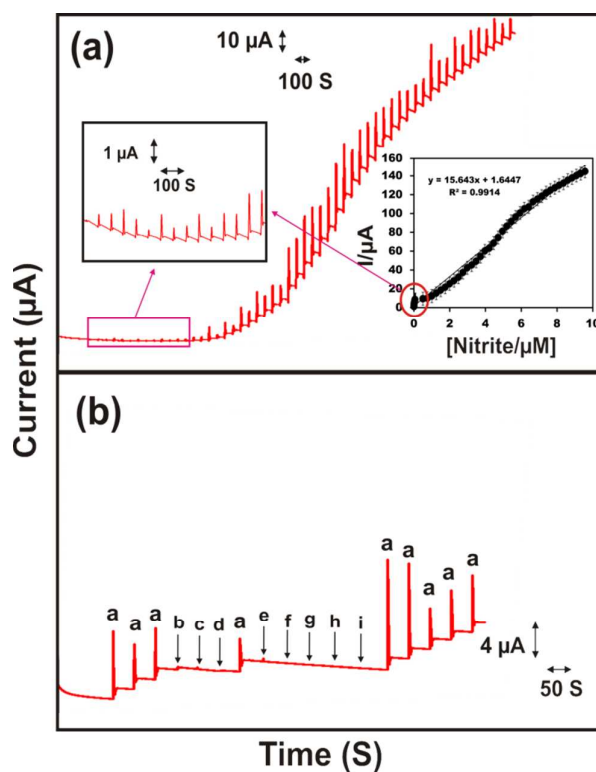 (a)
10 µA
100 S
1 µA
100 S
160
140
120
100
80
60
40
20
0
I/µA
y = 15.643x + 1.6447
R² = 0.9914
0 2 4 6 8 10
[Nitrite/µM]
Current (µA)
(b)
a a a b c d a e f g h i a a a a a
4 µA
50 S
Time (S)